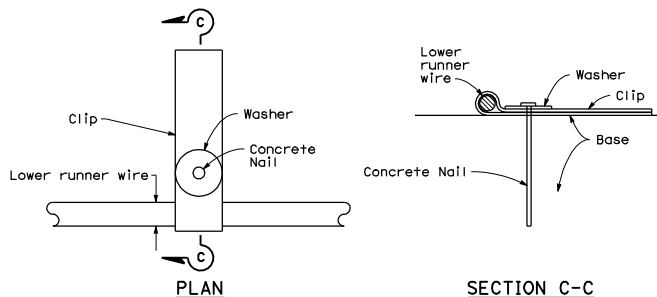 C
Clip
Washer
Concrete
Nail
Lower runner wire
C
PLAN
Lower
runner
wire
Washer
Clip
Base
Concrete Nail
SECTION C-C